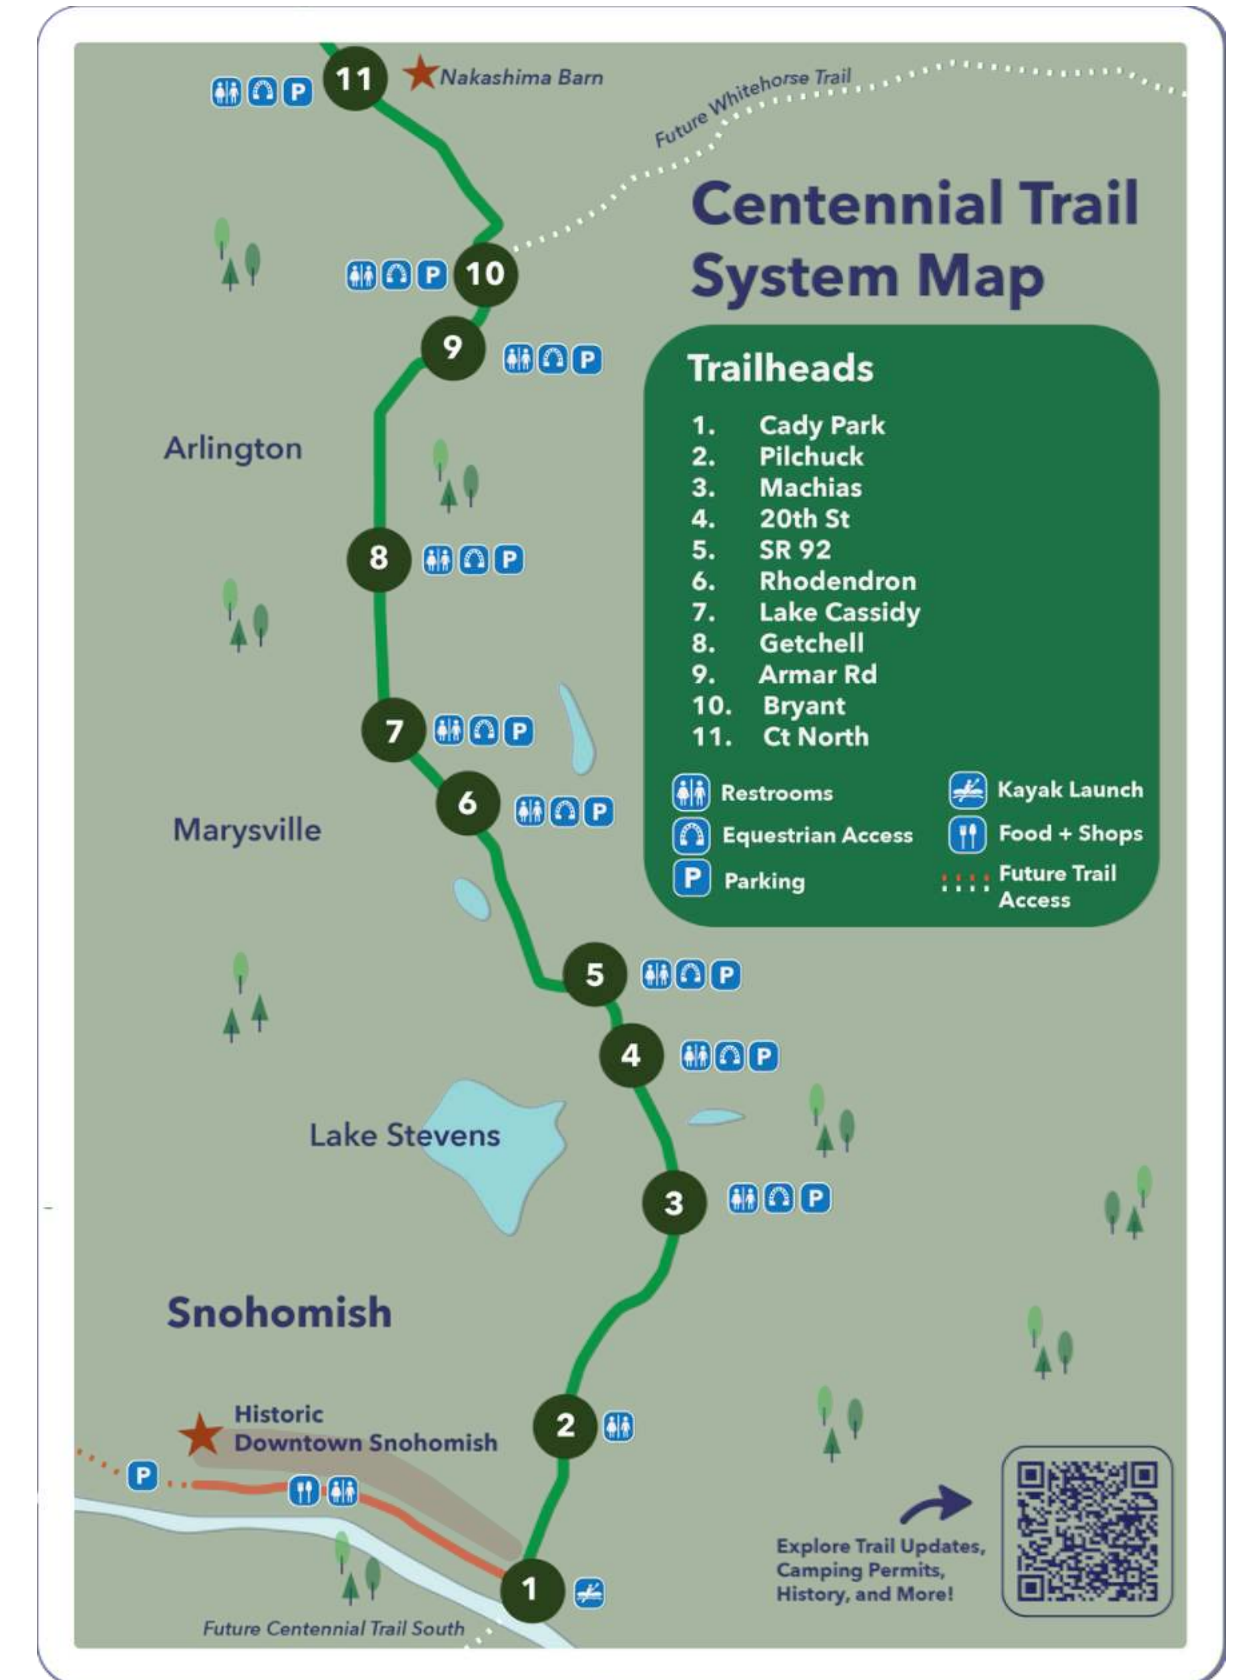 11
Nakashima Barn
Future Whitehorse Trail
Centennial Trail
System Map
10
9
P
P
P
Trailheads
1. Cady Park
2. Pilchuck
3. Machias
4. 20th St
5. SR 92
6. Rhodendron
7. Lake Cassidy
8. Getchell
9. Armar Rd
10. Bryant
11. Ct North
Restrooms
Kayak Launch
Equestrian Access
Food + Shops
P Parking
Future Trail
Access
Arlington
8
P
7
P
6
P
Marysville
5
P
4
P
Lake Stevens
3
P
Snohomish
2
Historic
Downtown Snohomish
P
1
Future Centennial Trail South
Explore Trail Updates,
Camping Permits,
History, and More!